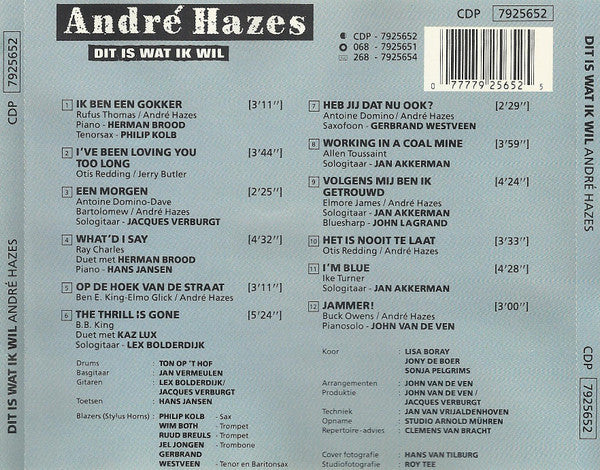 André Hazes
DIT IS WAT IK WIL
CDP 7925652
CDP - 7925652
068 - 7925651
268 - 7925654
0 77779 25652 5
1 IK BEN EEN GOKKER [3'11"]
Rufus Thomas / André Hazes
Piano - HERMAN BROOD
Tenorsax - PHILIP KOLB
2 I'VE BEEN LOVING YOU [3'44"]
TOO LONG
Otis Redding / Jerry Butler
3 EEN MORGEN [2'25"]
Antoine Domino-Dave
Bartolomew / André Hazes
Sologitaar - JACQUES VERBURGT
4 WHAT'D I SAY [4'32"]
Ray Charles
Duet met HERMAN BROOD
Piano - HANS JANSEN
5 OP DE HOEK VAN DE STRAAT [3'11"]
Ben E. King-Elmo Glick / André Hazes
6 THE THRILL IS GONE [5'24"]
B.B. King
Duet met KAZ LUX
Sologitaar - LEX BOLDERDIJK
7 HEB JIJ DAT NU OOK? [2'29"]
Antoine Domino / André Hazes
Saxofoon - GERBRAND WESTVEEN
8 WORKING IN A COAL MINE [3'59"]
Allen Toussaint
Sologitaar - JAN AKKERMAN
9 VOLGENS MIJ BEN IK [4'24"]
GETROUWD
Elmore James / André Hazes
Sologitaar - JAN AKKERMAN
Bluesharp - JOHN LAGRAND
10 HET IS NOOIT TE LAAT [3'33"]
Otis Redding / André Hazes
11 I'M BLUE [4'28"]
Ike Turner
Sologitaar - JAN AKKERMAN
12 JAMMER! [3'00"]
Buck Owens / André Hazes
Pianosolo - JOHN VAN DE VEN
Drums : TON OP 'T HOF
Basgitaar : JAN VERMEULEN
Gitaren : LEX BOLDERDIJK/
JACQUES VERBURGT
Toetsen : HANS JANSEN
Blazers (Stylus Horns) : PHILIP KOLB - Sax
WIM BOTH - Trompet
RUUD BREULS - Trompet
JEL JONGEN - Trombone
GERBRAND
WESTVEEN - Tenor en Baritonsax
Koor : LISA BORAY
JONY DE BOER
SONJA PELGRIMS
Arrangementen : JOHN VAN DE VEN
Produktie : JOHN VAN DE VEN /
JACQUES VERBURGT
Techniek : JAN VAN VRIJALDENHOVEN
Opname : STUDIO ARNOLD MÜHREN
Repertoire-advies : CLEMENS VAN BRACHT
Cover fotografie : HANS VAN TILBURG
Studiofotografie : ROY TEE
DIT IS WAT IK WIL ANDRÉ HAZES CDP 7925652
DIT IS WAT IK WIL ANDRÉ HAZES CDP 7925652